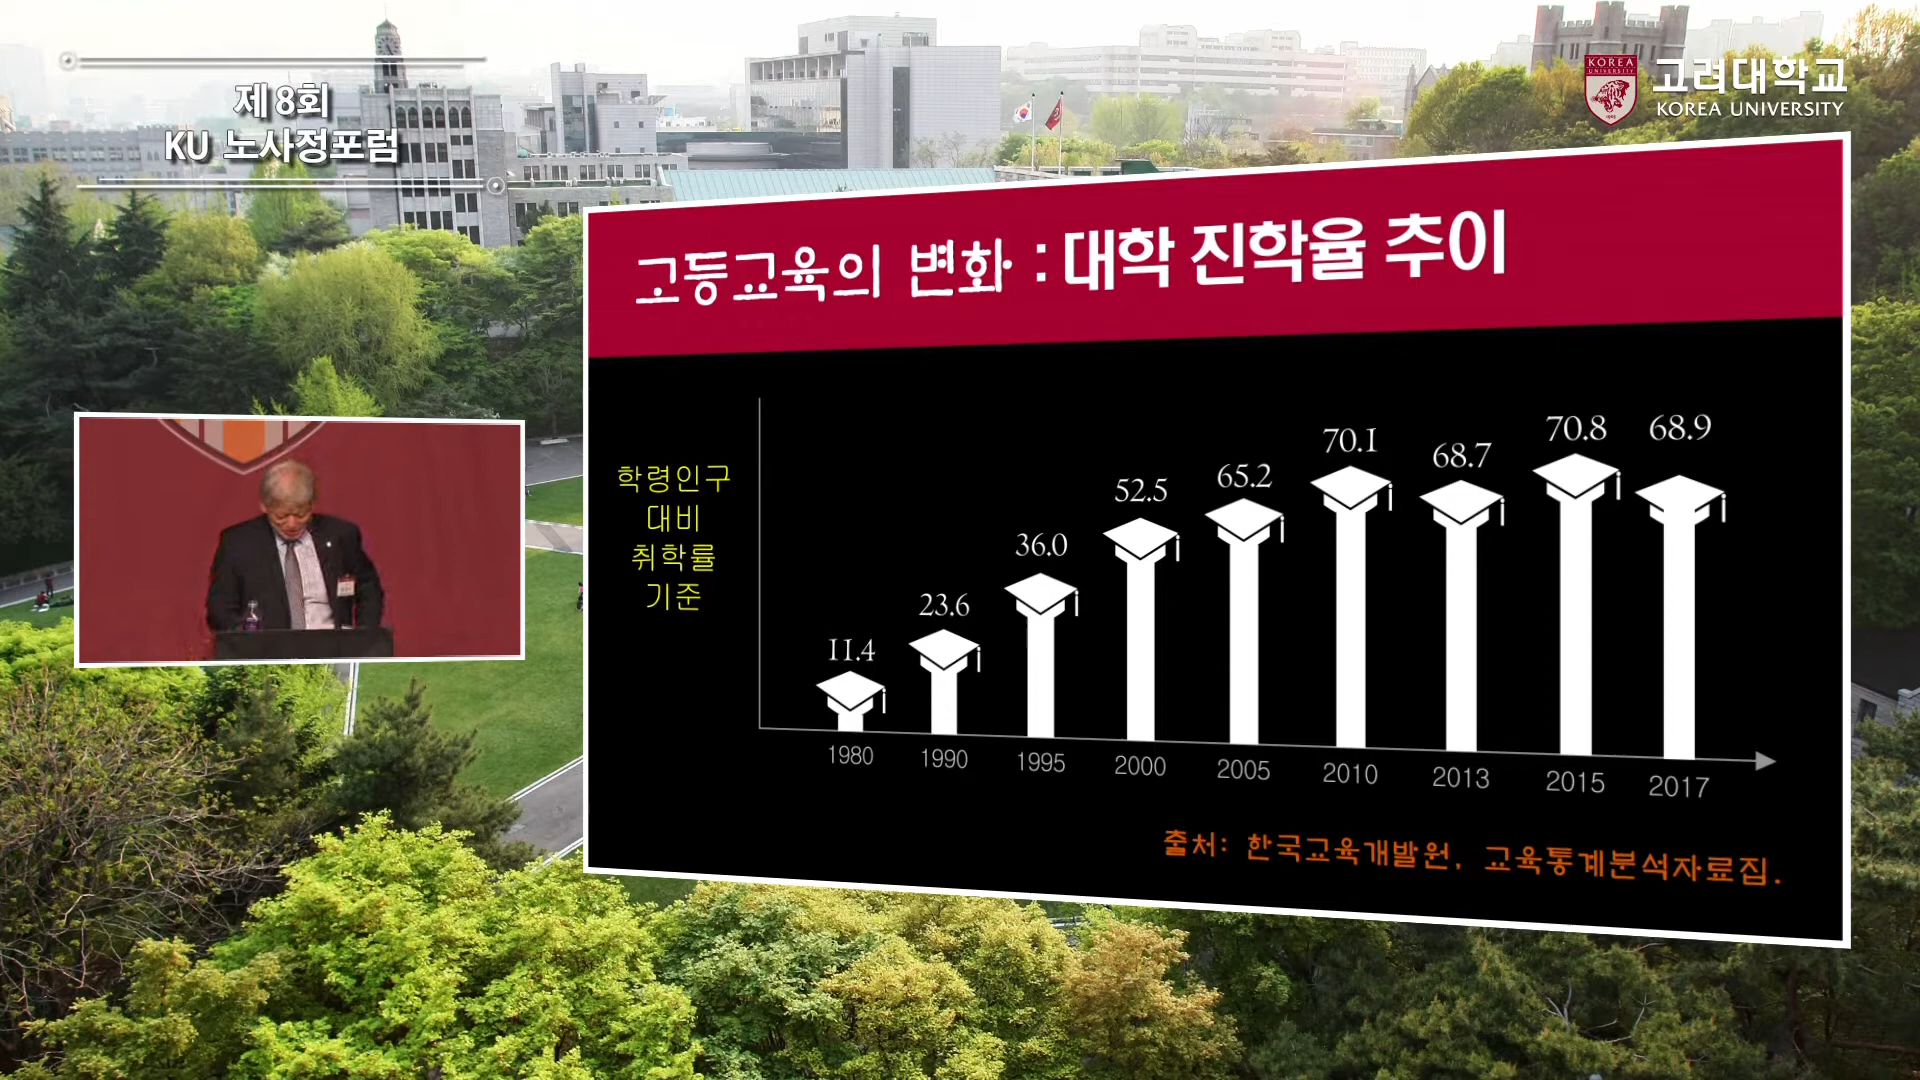 제 8회
KU 노사정포럼
KOREA
UNIVERSITY
1905
고려대학교
KOREA UNIVERSITY
고등교육의 변화 : 대학 진학율 추이
학령인구
대비
취학률
기준
11.4
23.6
36.0
52.5
65.2
70.1
68.7
70.8
68.9
1980
1990
1995
2000
2005
2010
2013
2015
2017
출처: 한국교육개발원, 교육통계분석자료집.